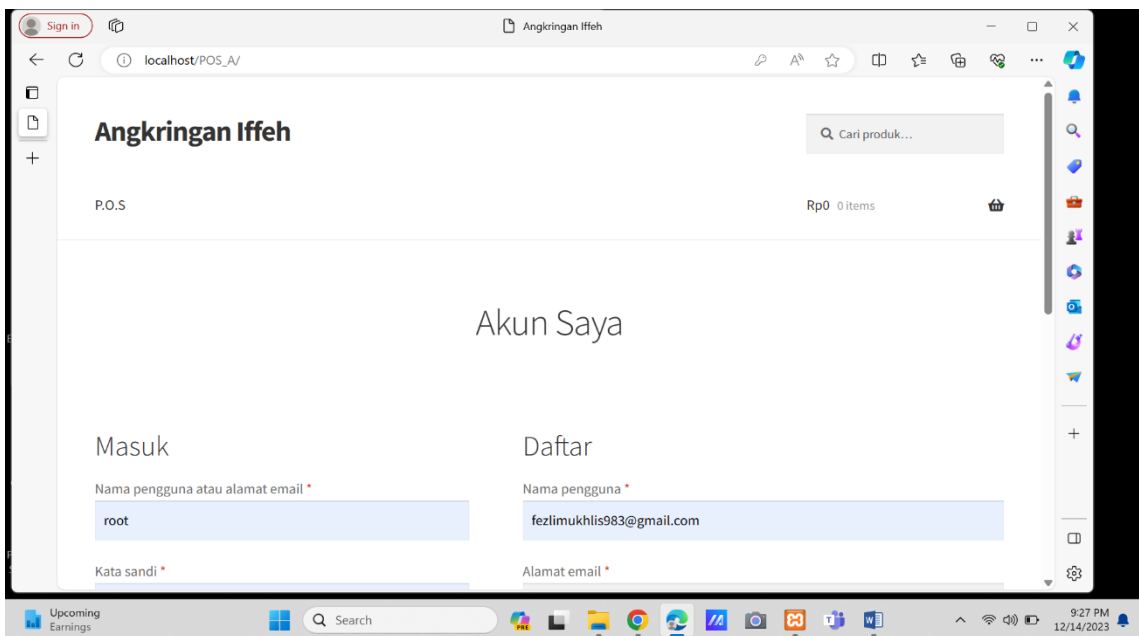 Sign in
Angkringan Iffeh
localhost/POS_A/
Angkringan Iffeh
Cari produk...
P.O.S
Rp0 0 items
Akun Saya
Masuk
Daftar
Nama pengguna atau alamat email *
Nama pengguna *
root
fezlimukhlis983@gmail.com
Kata sandi *
Alamat email *
Upcoming
Earnings
Search
PRE
9:27 PM
12/14/2023